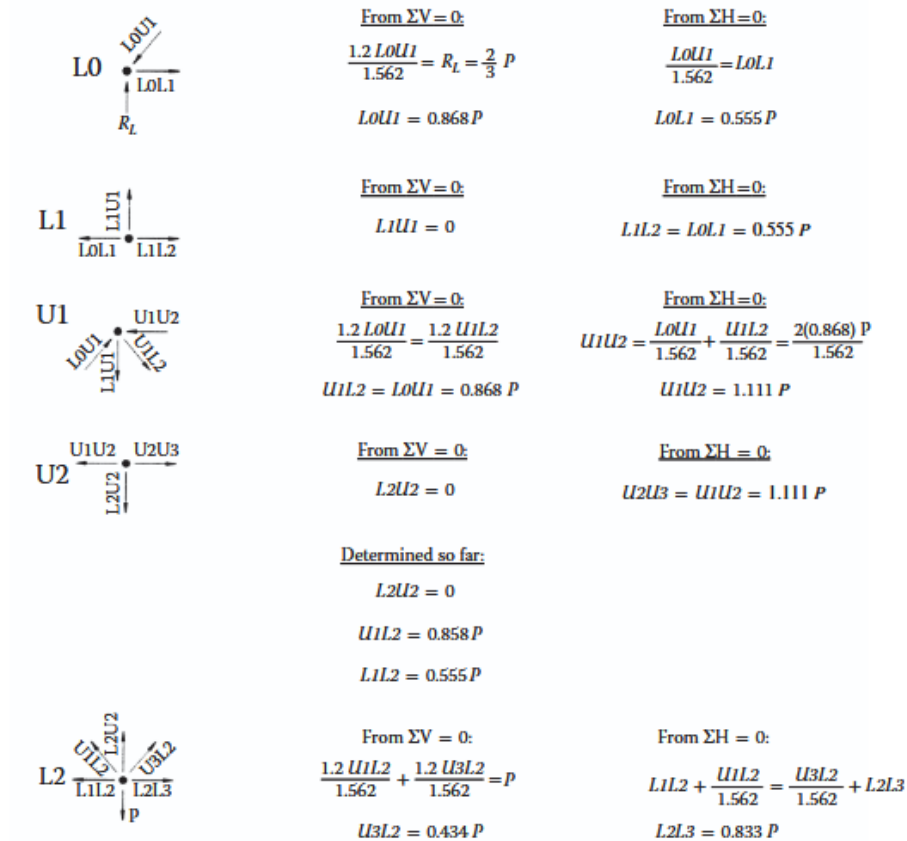 From ΣV = 0:
From ΣH = 0:
L0
L0U1
L0L1
R_L
1.2 L0U1 / 1.562 = R_L = 2/3 P
L0U1 / 1.562 = L0L1
L0U1 = 0.868 P
L0L1 = 0.555 P
From ΣV = 0:
From ΣH = 0:
L1
L1U1
L0L1 L1L2
L1U1 = 0
L1L2 = L0L1 = 0.555 P
From ΣV = 0:
From ΣH = 0:
U1
U1U2
L0U1
L1U1
U1L2
1.2 L0U1 / 1.562 = 1.2 U1L2 / 1.562
U1U2 = L0U1 / 1.562 + U1L2 / 1.562 = 2(0.868) P / 1.562
U1L2 = L0U1 = 0.868 P
U1U2 = 1.111 P
From ΣV = 0:
From ΣH = 0:
U2
U1U2 U2U3
L2U2
L2U2 = 0
U2U3 = U1U2 = 1.111 P
Determined so far:
L2U2 = 0
U1L2 = 0.858 P
L1L2 = 0.555 P
From ΣV = 0:
From ΣH = 0:
L2
U1L2
L2U2
U3L2
L1L2 L2L3
P
1.2 U1L2 / 1.562 + 1.2 U3L2 / 1.562 = P
L1L2 + U1L2 / 1.562 = U3L2 / 1.562 + L2L3
U3L2 = 0.434 P
L2L3 = 0.833 P